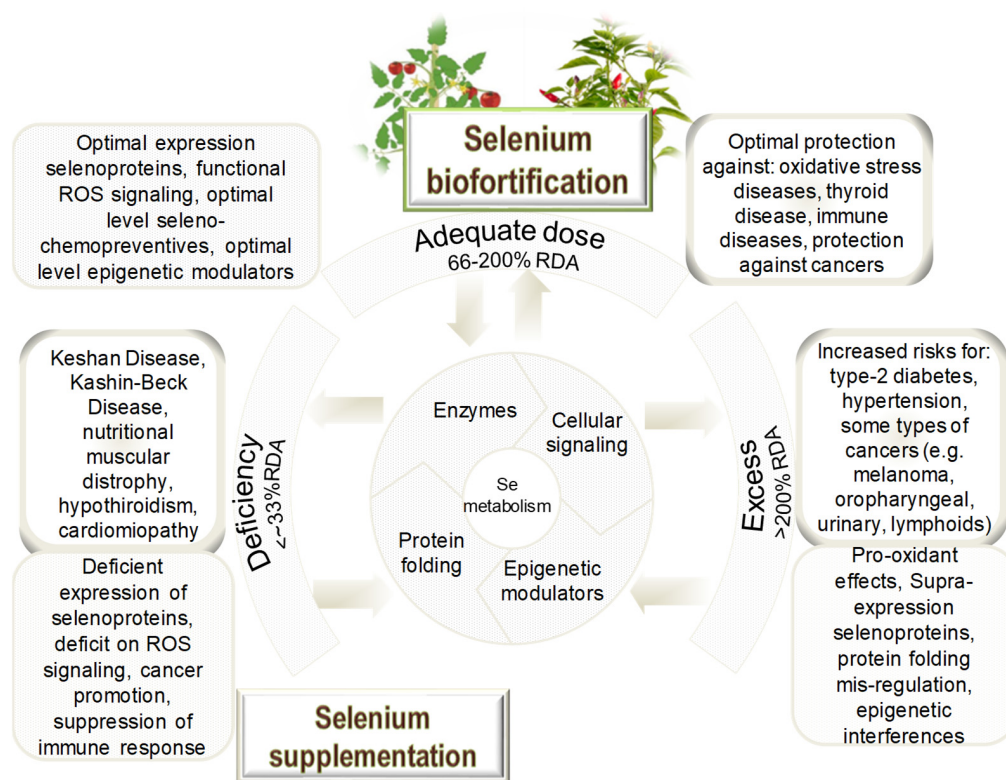 Selenium
biofortification
Optimal expression
selenoproteins, functional
ROS signaling, optimal
level seleno-
chemopreventives, optimal
level epigenetic modulators
Adequate dose
66-200% RDA
Optimal protection
against: oxidative stress
diseases, thyroid
disease, immune
diseases, protection
against cancers
Keshan Disease,
Kashin-Beck
Disease,
nutritional
muscular
distrophy,
hypothiroidism,
cardiomiopathy
Deficiency
<~33%RDA
Enzymes
Cellular
signaling
Se
metabolism
Protein
folding
Epigenetic
modulators
Excess
>200% RDA
Increased risks for:
type-2 diabetes,
hypertension,
some types of
cancers (e.g.
melanoma,
oropharyngeal,
urinary, lymphoids)
Deficient
expression of
selenoproteins,
deficit on ROS
signaling, cancer
promotion,
suppression of
immune response
Pro-oxidant
effects, Supra-
expression
selenoproteins,
protein folding
mis-regulation,
epigenetic
interferences
Selenium
supplementation